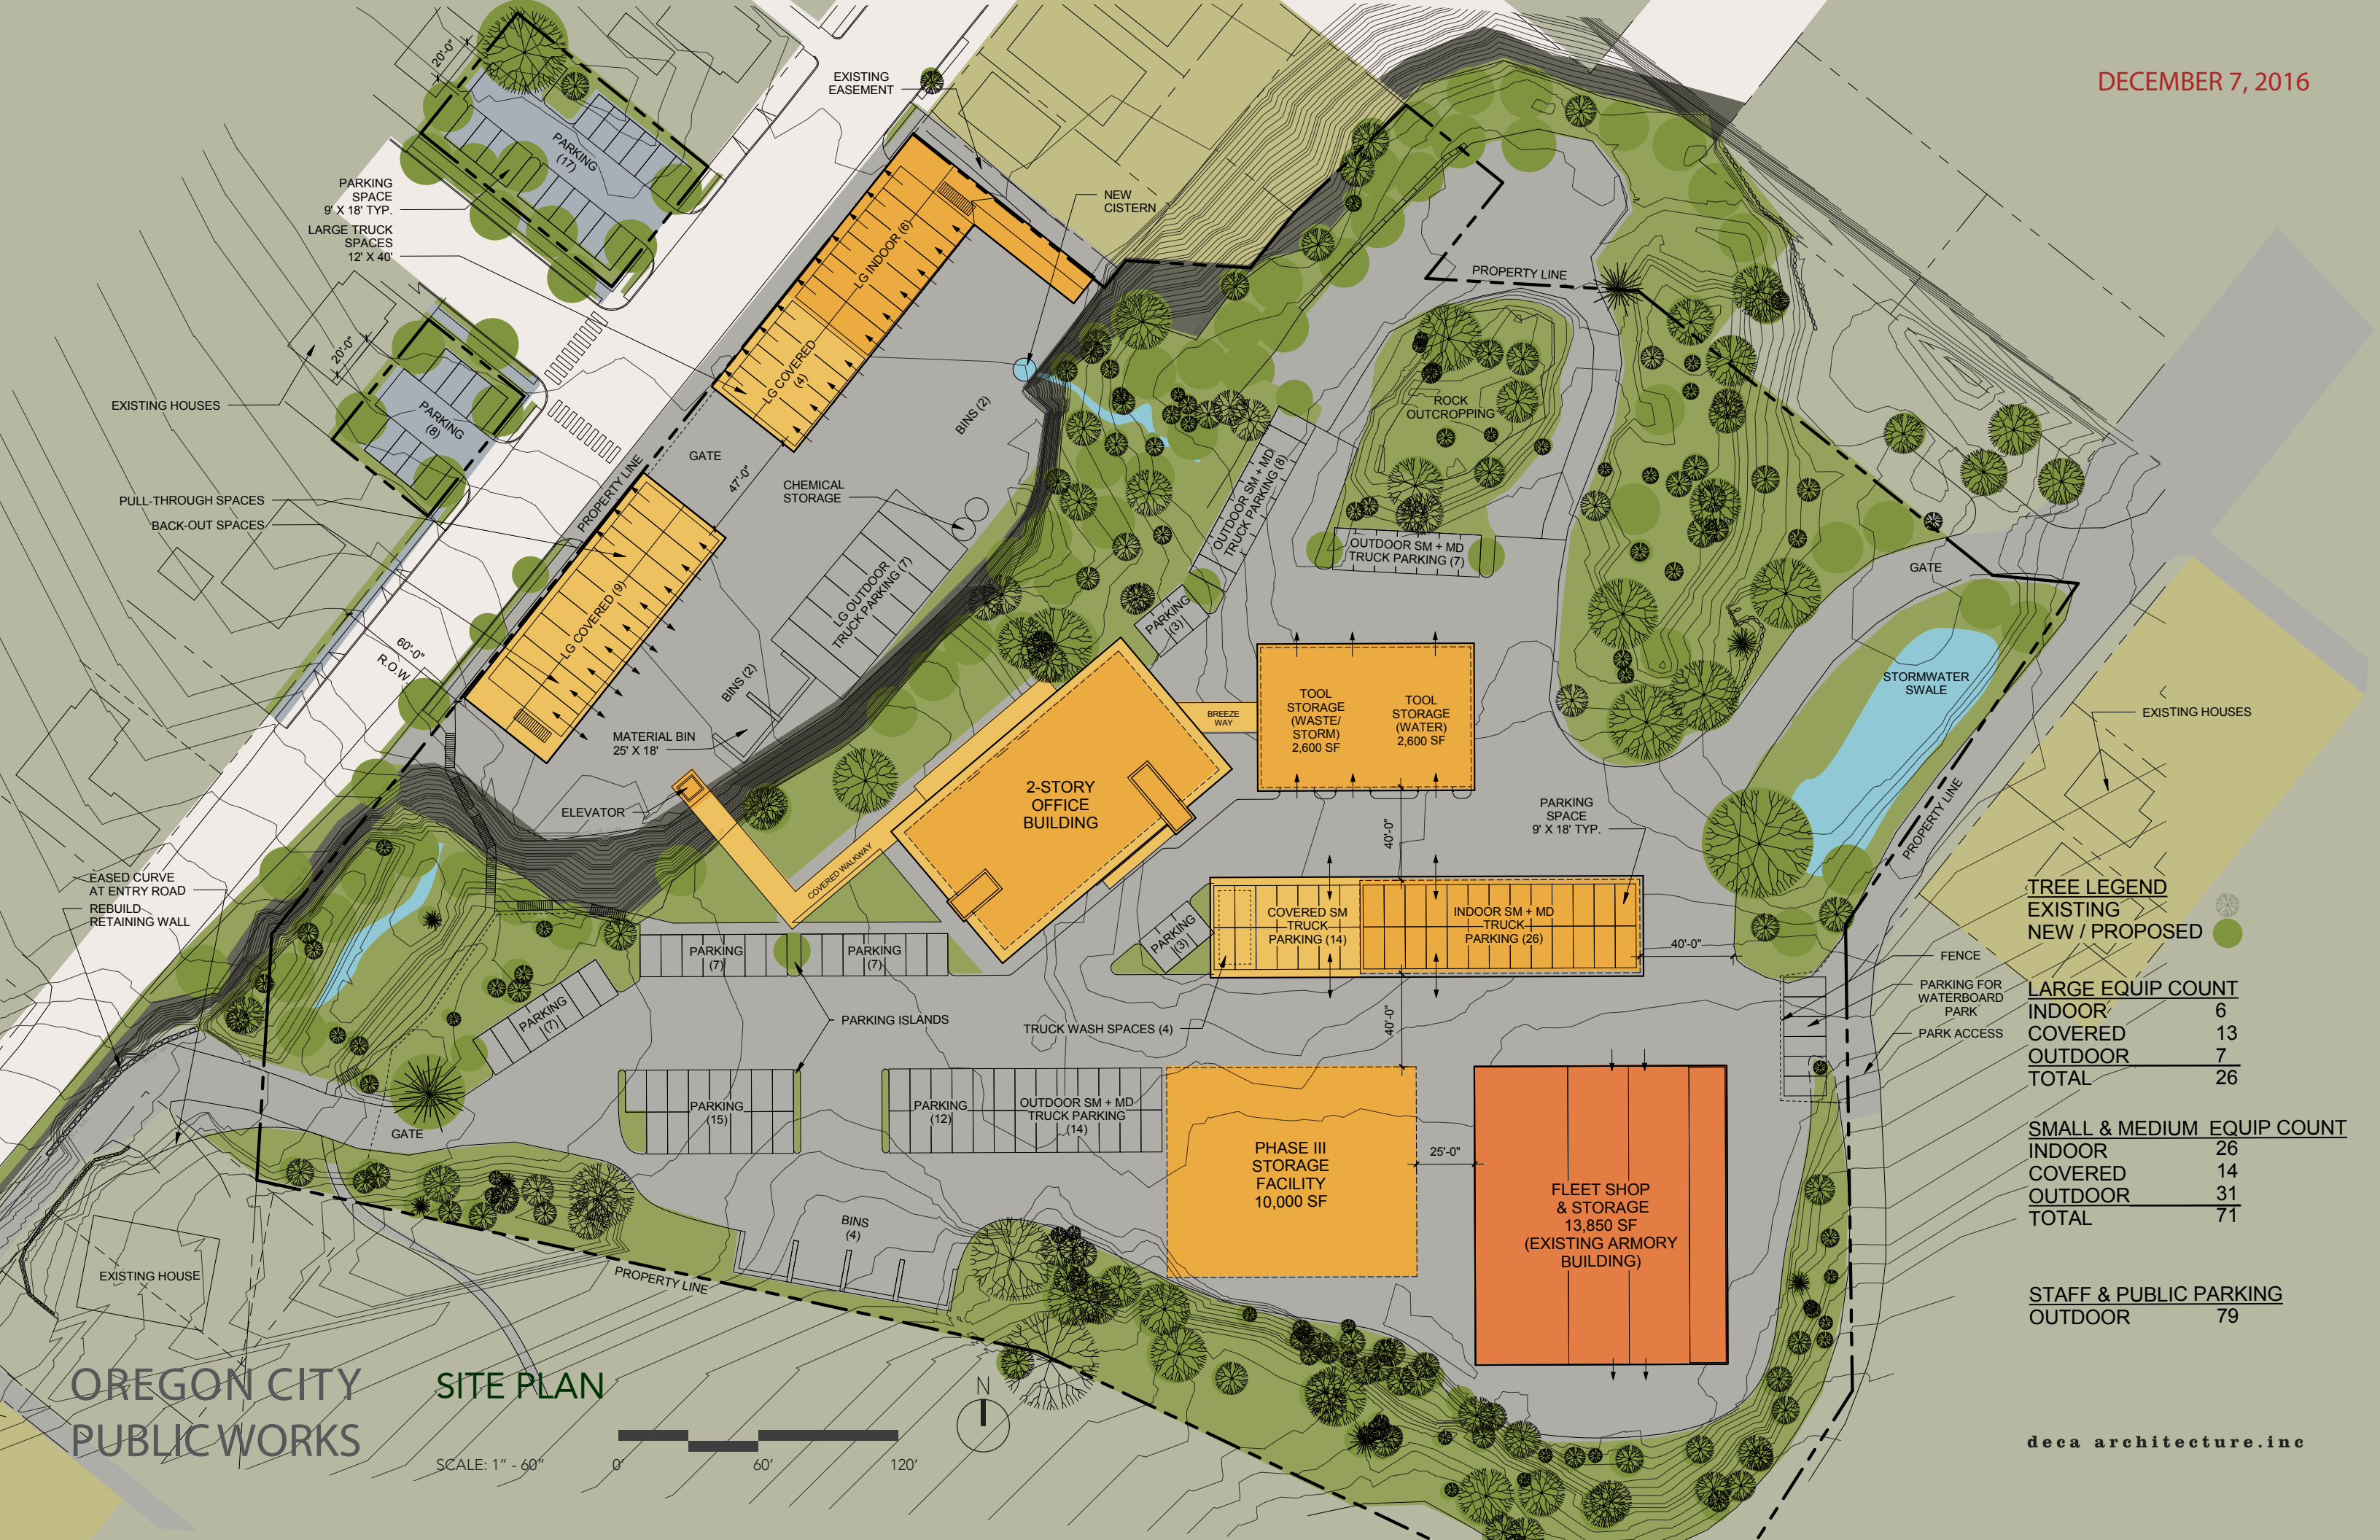 DECEMBER 7, 2016
20'-0"
PARKING
(17)
EXISTING
EASEMENT
PARKING
SPACE
9' X 18' TYP.
LARGE TRUCK
SPACES
12' X 40'
NEW
CISTERN
LG INDOOR (6)
LG COVERED
(4)
PROPERTY LINE
20'-0"
EXISTING HOUSES
PARKING
(8)
ROCK
OUTCROPPING
BINS (2)
GATE
PROPERTY LINE
47'-0"
CHEMICAL
STORAGE
PULL-THROUGH SPACES
BACK-OUT SPACES
OUTDOOR SM + MD
TRUCK PARKING (8)
OUTDOOR SM + MD
TRUCK PARKING (7)
GATE
LG COVERED (9)
LG OUTDOOR
TRUCK PARKING (7)
PARKING
(3)
60'-0"
R.O.W.
BINS (2)
MATERIAL BIN
25' X 18'
BREEZE
WAY
TOOL
STORAGE
(WASTE/
STORM)
2,600 SF
TOOL
STORAGE
(WATER)
2,600 SF
STORMWATER
SWALE
EXISTING HOUSES
2-STORY
OFFICE
BUILDING
ELEVATOR
PARKING
SPACE
9' X 18' TYP.
40'-0"
PROPERTY LINE
COVERED WALKWAY
EASED CURVE
AT ENTRY ROAD
REBUILD
RETAINING WALL
PARKING
(3)
COVERED SM
TRUCK
PARKING (14)
INDOOR SM + MD
TRUCK
PARKING (26)
40'-0"
TREE LEGEND
EXISTING
NEW / PROPOSED
PARKING
(7)
PARKING
(7)
PARKING
(7)
FENCE
PARKING FOR
WATERBOARD
PARK
PARK ACCESS
PARKING ISLANDS
TRUCK WASH SPACES (4)
40'-0"
LARGE EQUIP COUNT
INDOOR 6
COVERED 13
OUTDOOR 7
TOTAL 26
GATE
PARKING
(15)
PARKING
(12)
OUTDOOR SM + MD
TRUCK PARKING
(14)
PHASE III
STORAGE
FACILITY
10,000 SF
25'-0"
FLEET SHOP
& STORAGE
13,850 SF
(EXISTING ARMORY
BUILDING)
SMALL & MEDIUM EQUIP COUNT
INDOOR 26
COVERED 14
OUTDOOR 31
TOTAL 71
BINS
(4)
PROPERTY LINE
EXISTING HOUSE
STAFF & PUBLIC PARKING
OUTDOOR 79
OREGON CITY
PUBLIC WORKS
SITE PLAN
SCALE: 1" - 60"
0'
60'
120'
N
deca architecture.inc